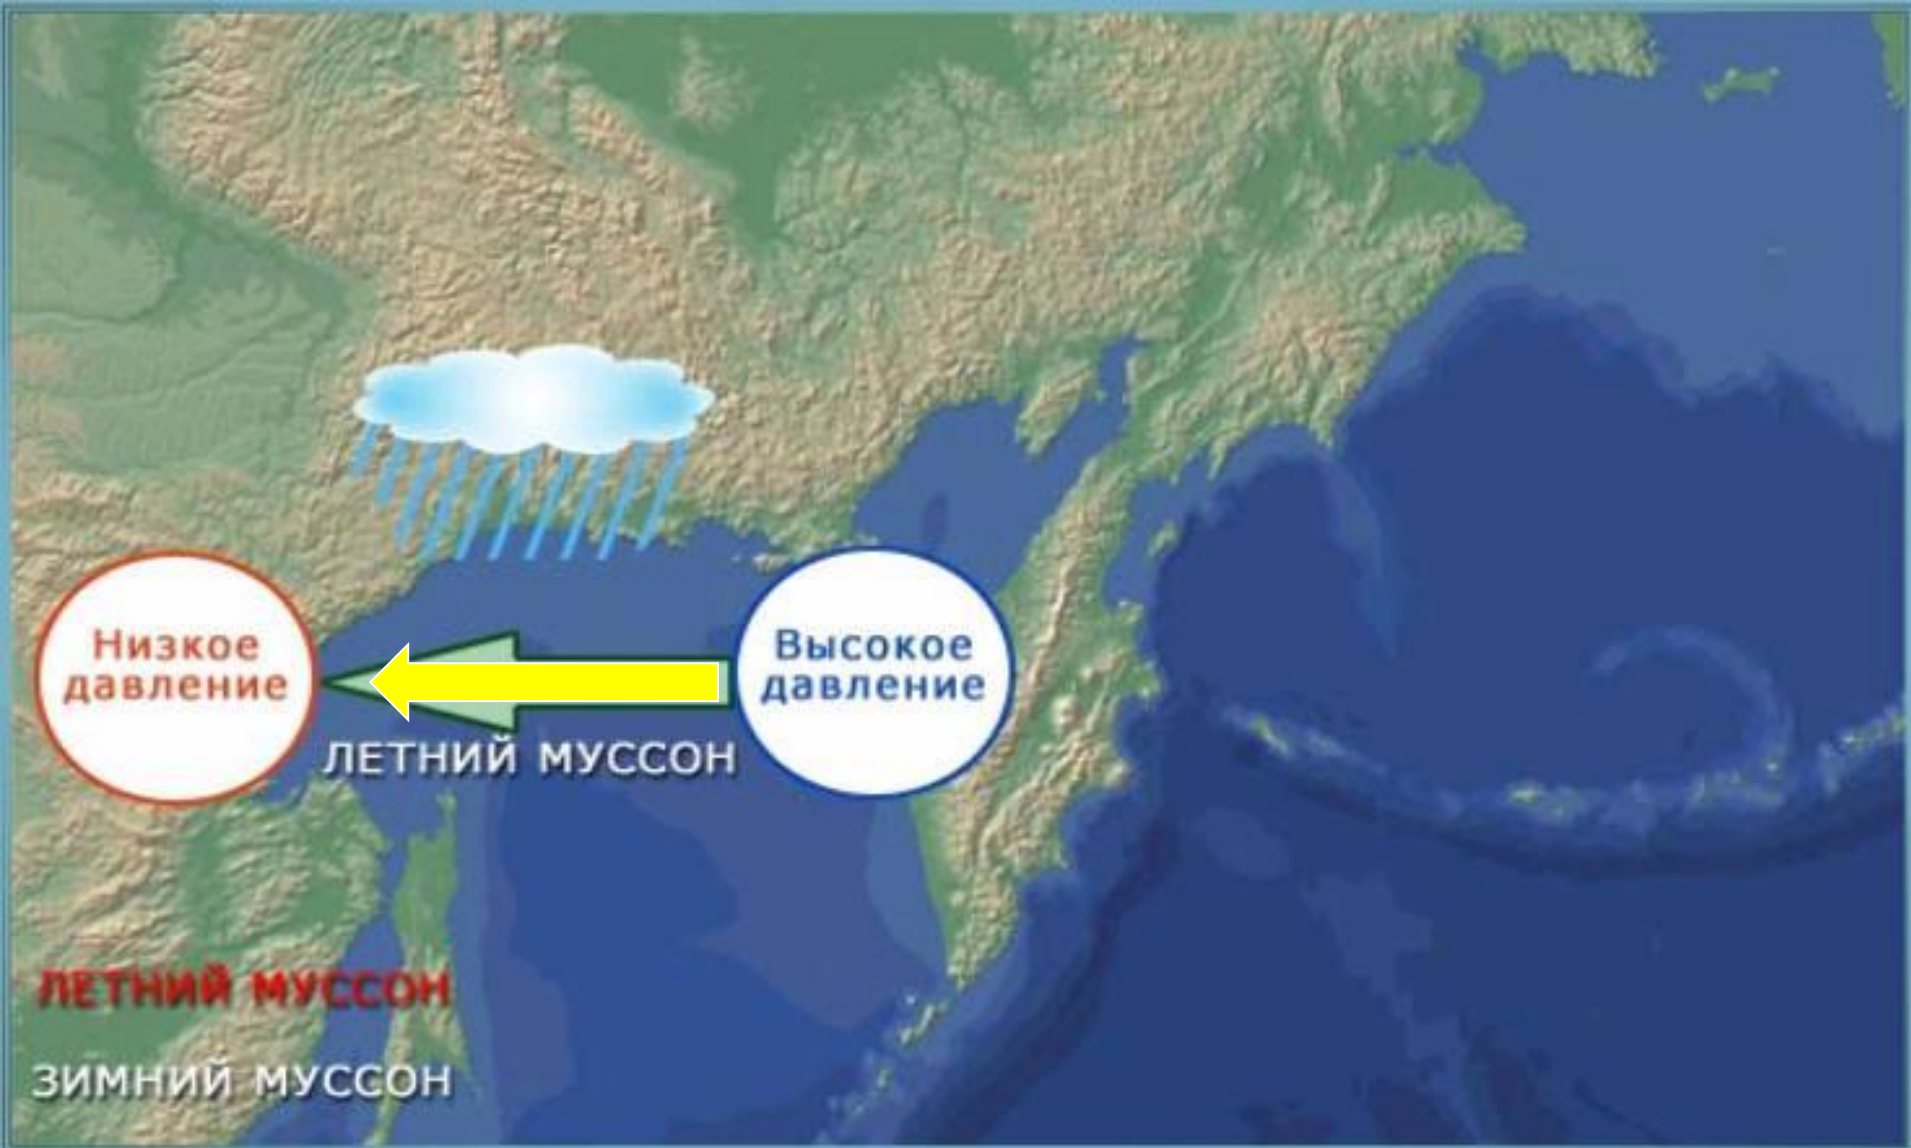 Низкое
давление
Высокое
давление
ЛЕТНИЙ МУССОН
ЛЕТНИЙ МУССОН
ЗИМНИЙ МУССОН